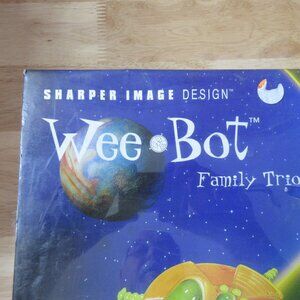 SHARPER IMAGE DESIGN™
Wee Bot™
Family Trio